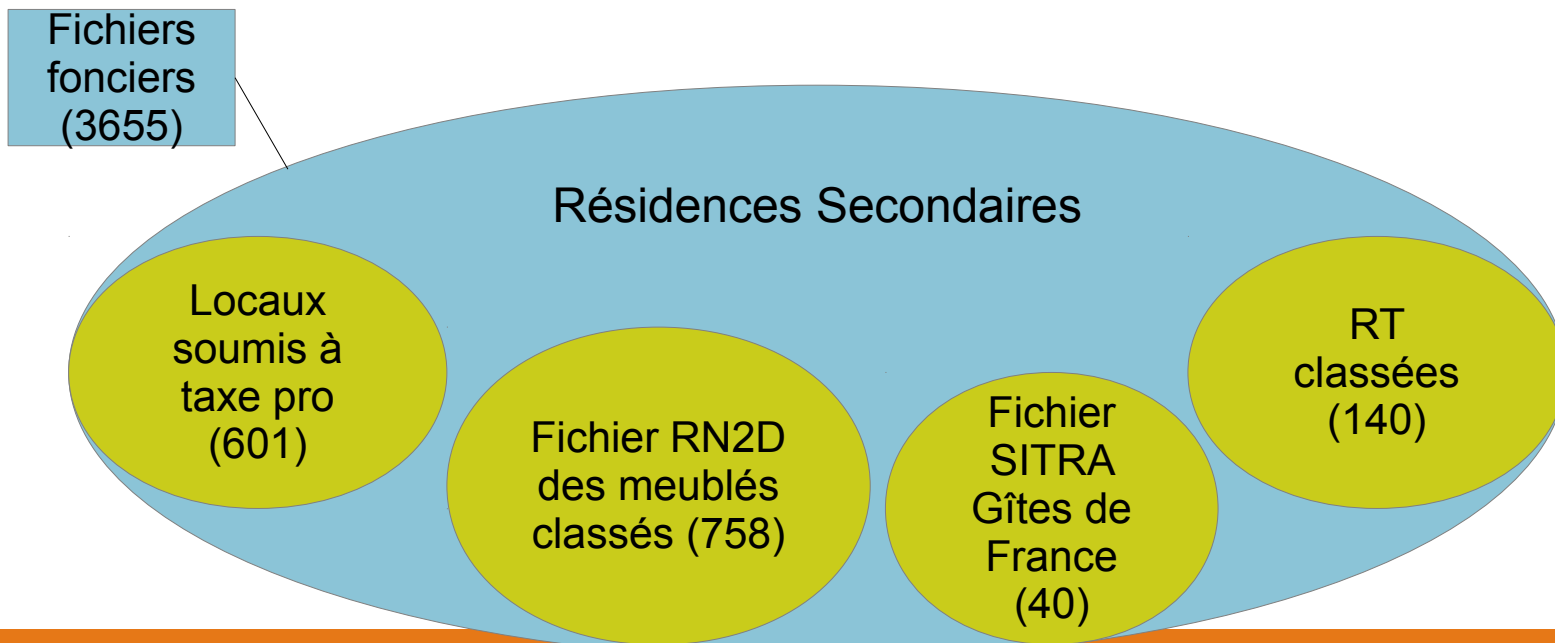 Fichiers
fonciers
(3655)
Résidences Secondaires
Locaux
soumis à
taxe pro
(601)
Fichier RN2D
des meublés
classés (758)
Fichier
SITRA
Gîtes de
France
(40)
RT
classées
(140)